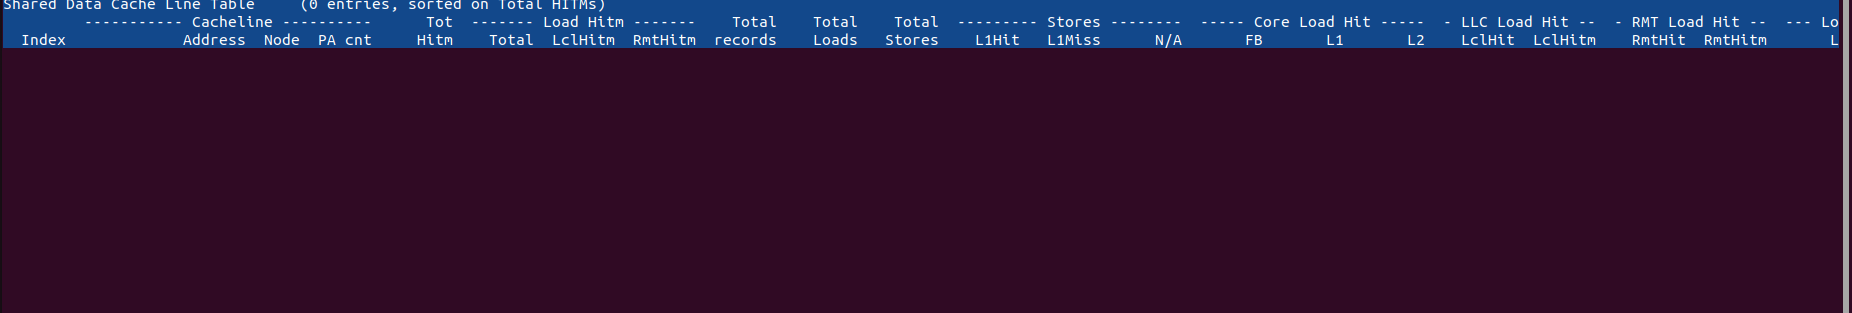 Shared Data Cache Line Table     (0 entries, sorted on Total HITMs)
         ----------- Cacheline ----------      Tot  ------- Load Hitm -------    Total    Total    Total  --------- Stores --------  ----- Core Load Hit -----  - LLC Load Hit --  - RMT Load Hit --  --- Lo
  Index             Address  Node  PA cnt     Hitm    Total  LclHitm  RmtHitm  records    Loads   Stores    L1Hit   L1Miss      N/A       FB       L1       L2    LclHit  LclHitm    RmtHit  RmtHitm       L